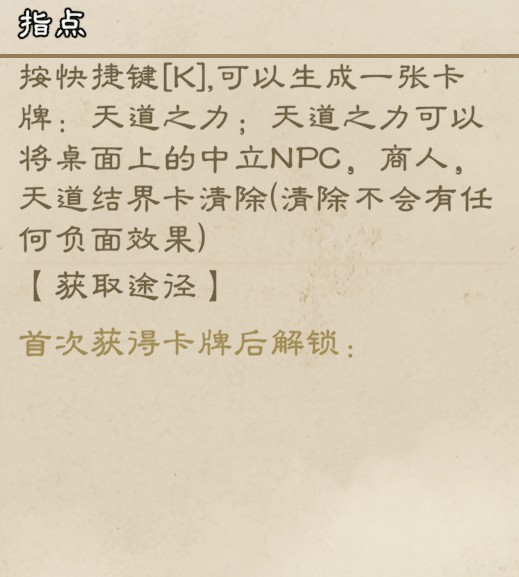 指点
按快捷键[K],可以生成一张卡
牌：天道之力；天道之力可以
将桌面上的中立NPC，商人，
天道结界卡清除(清除不会有任
何负面效果)
【获取途径】
首次获得卡牌后解锁：